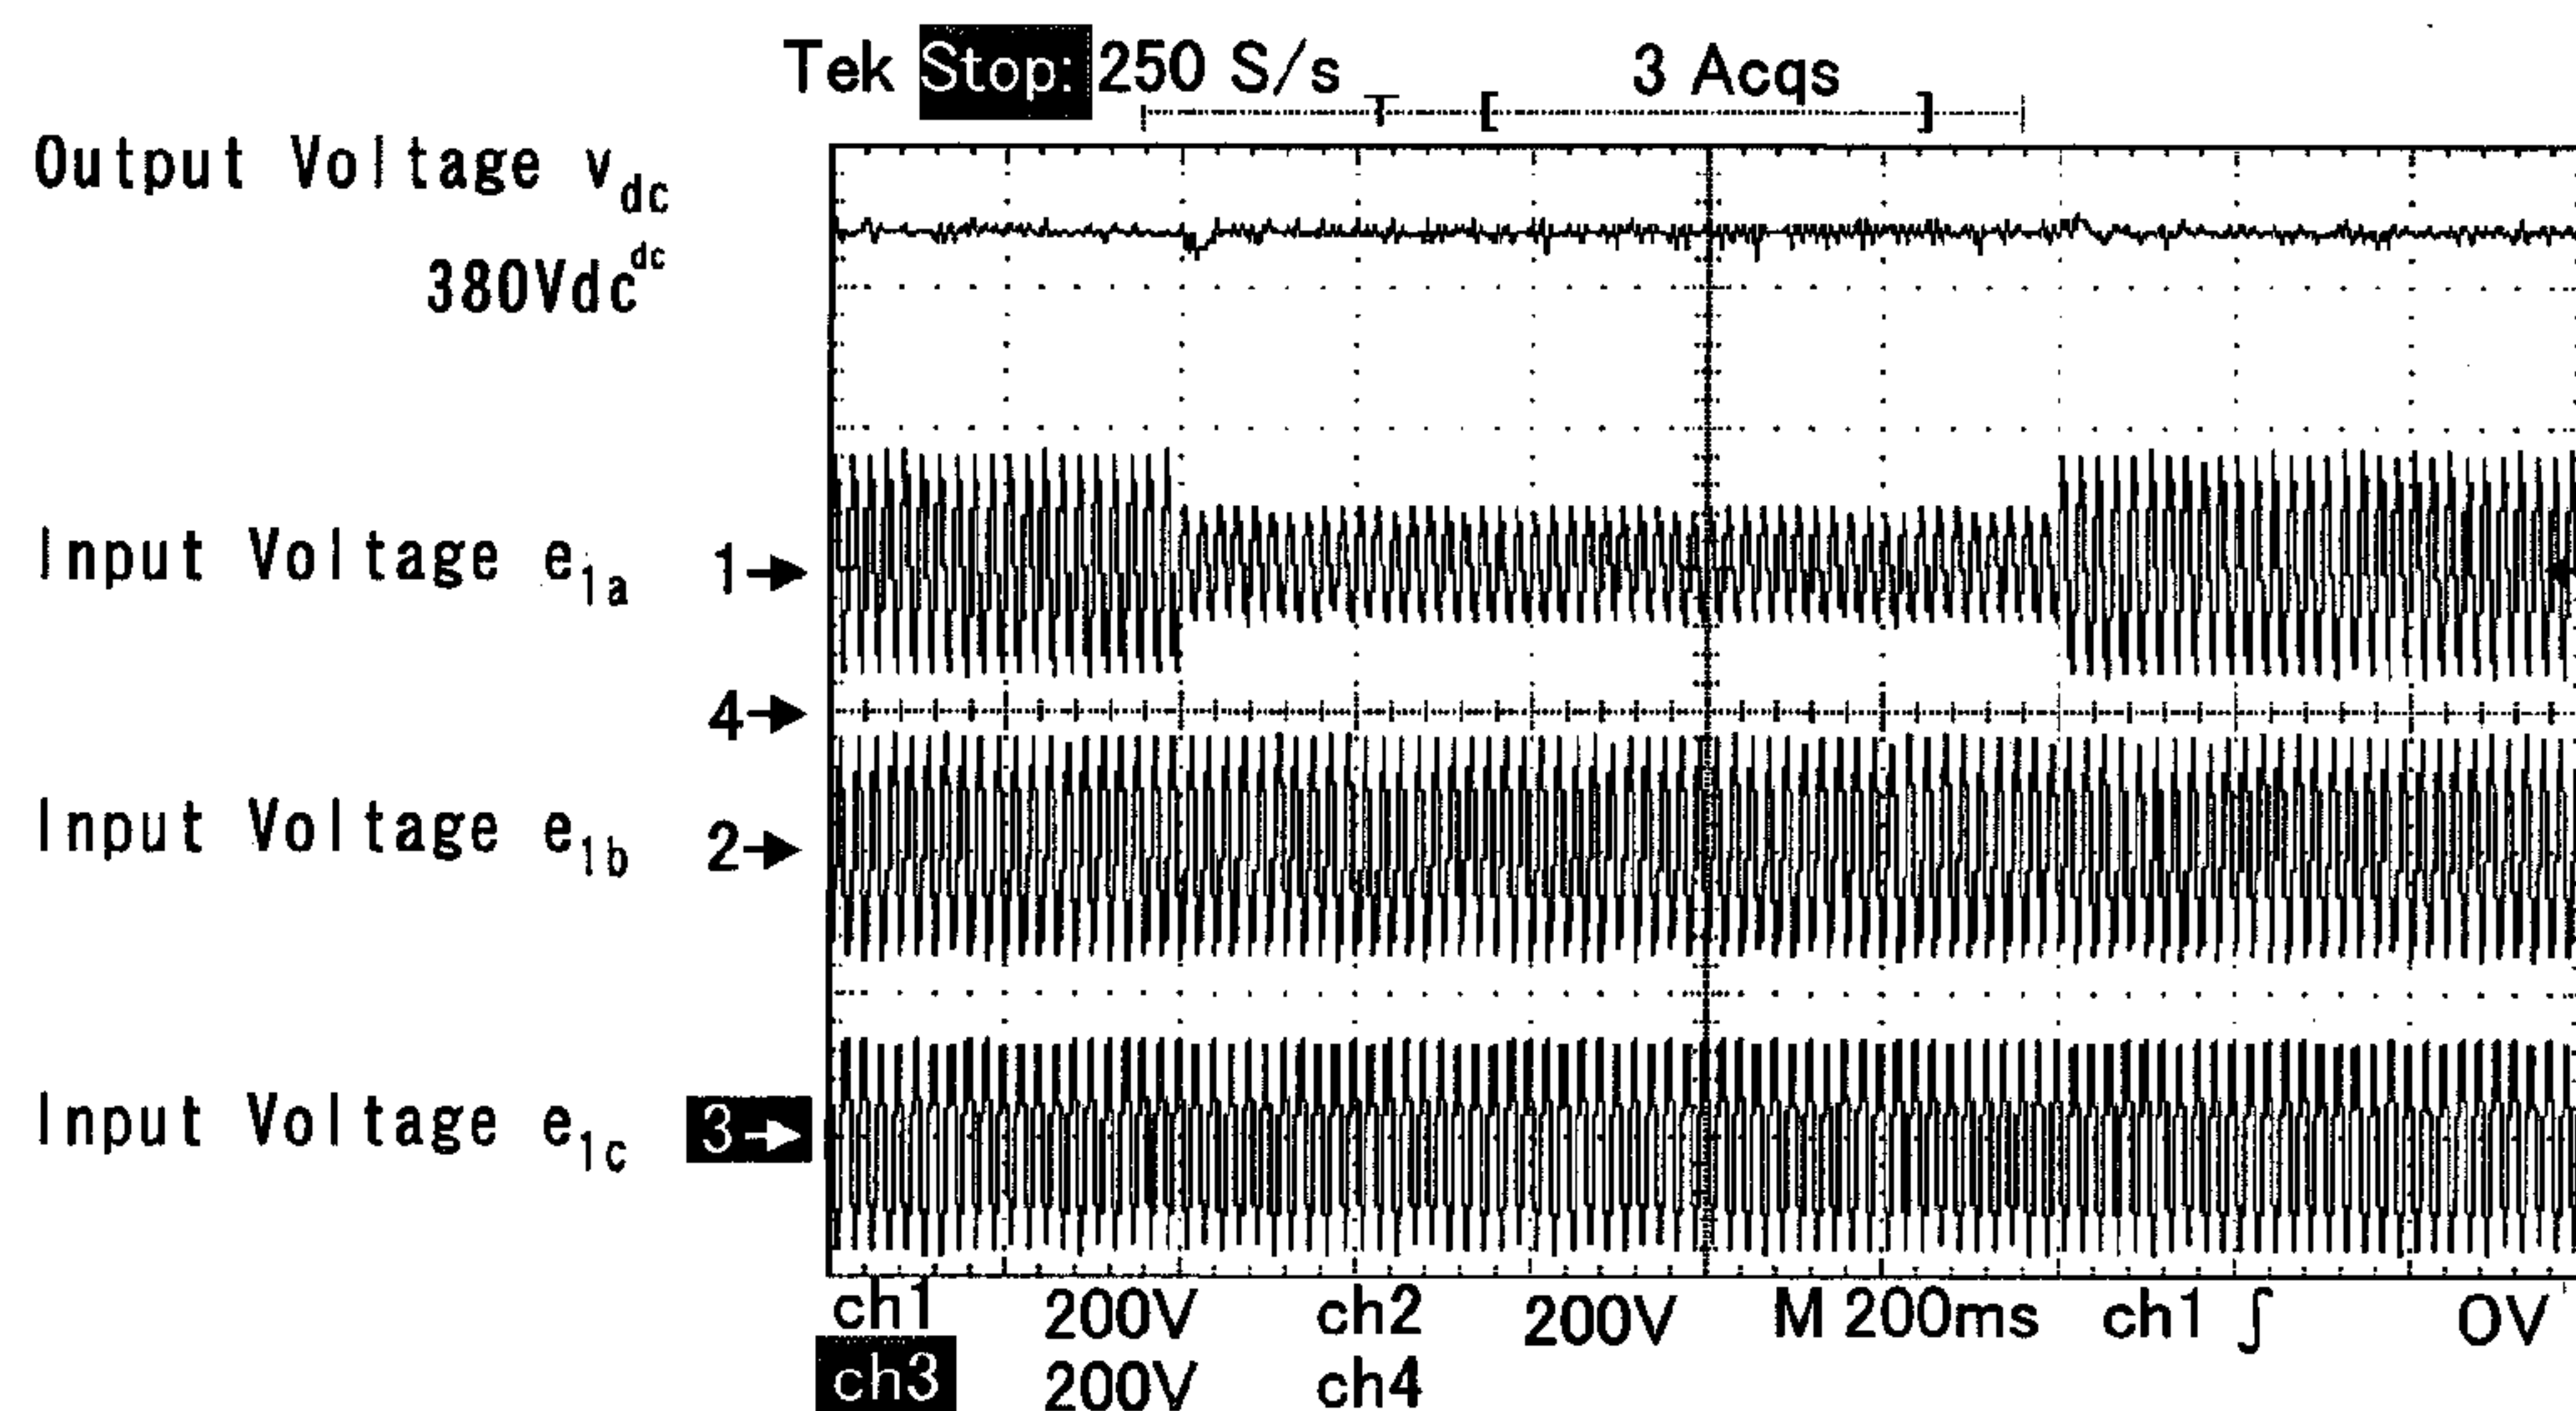 Tek Stop: 250 S/s 3 Acqs
T
Output Voltage vdc
380Vdc dc
Input Voltage e1a 1→
4→
Input Voltage e1b 2→
Input Voltage e1c 3→
ch1 200V ch2 200V M 200ms ch1 ∫ 0V
ch3 200V ch4